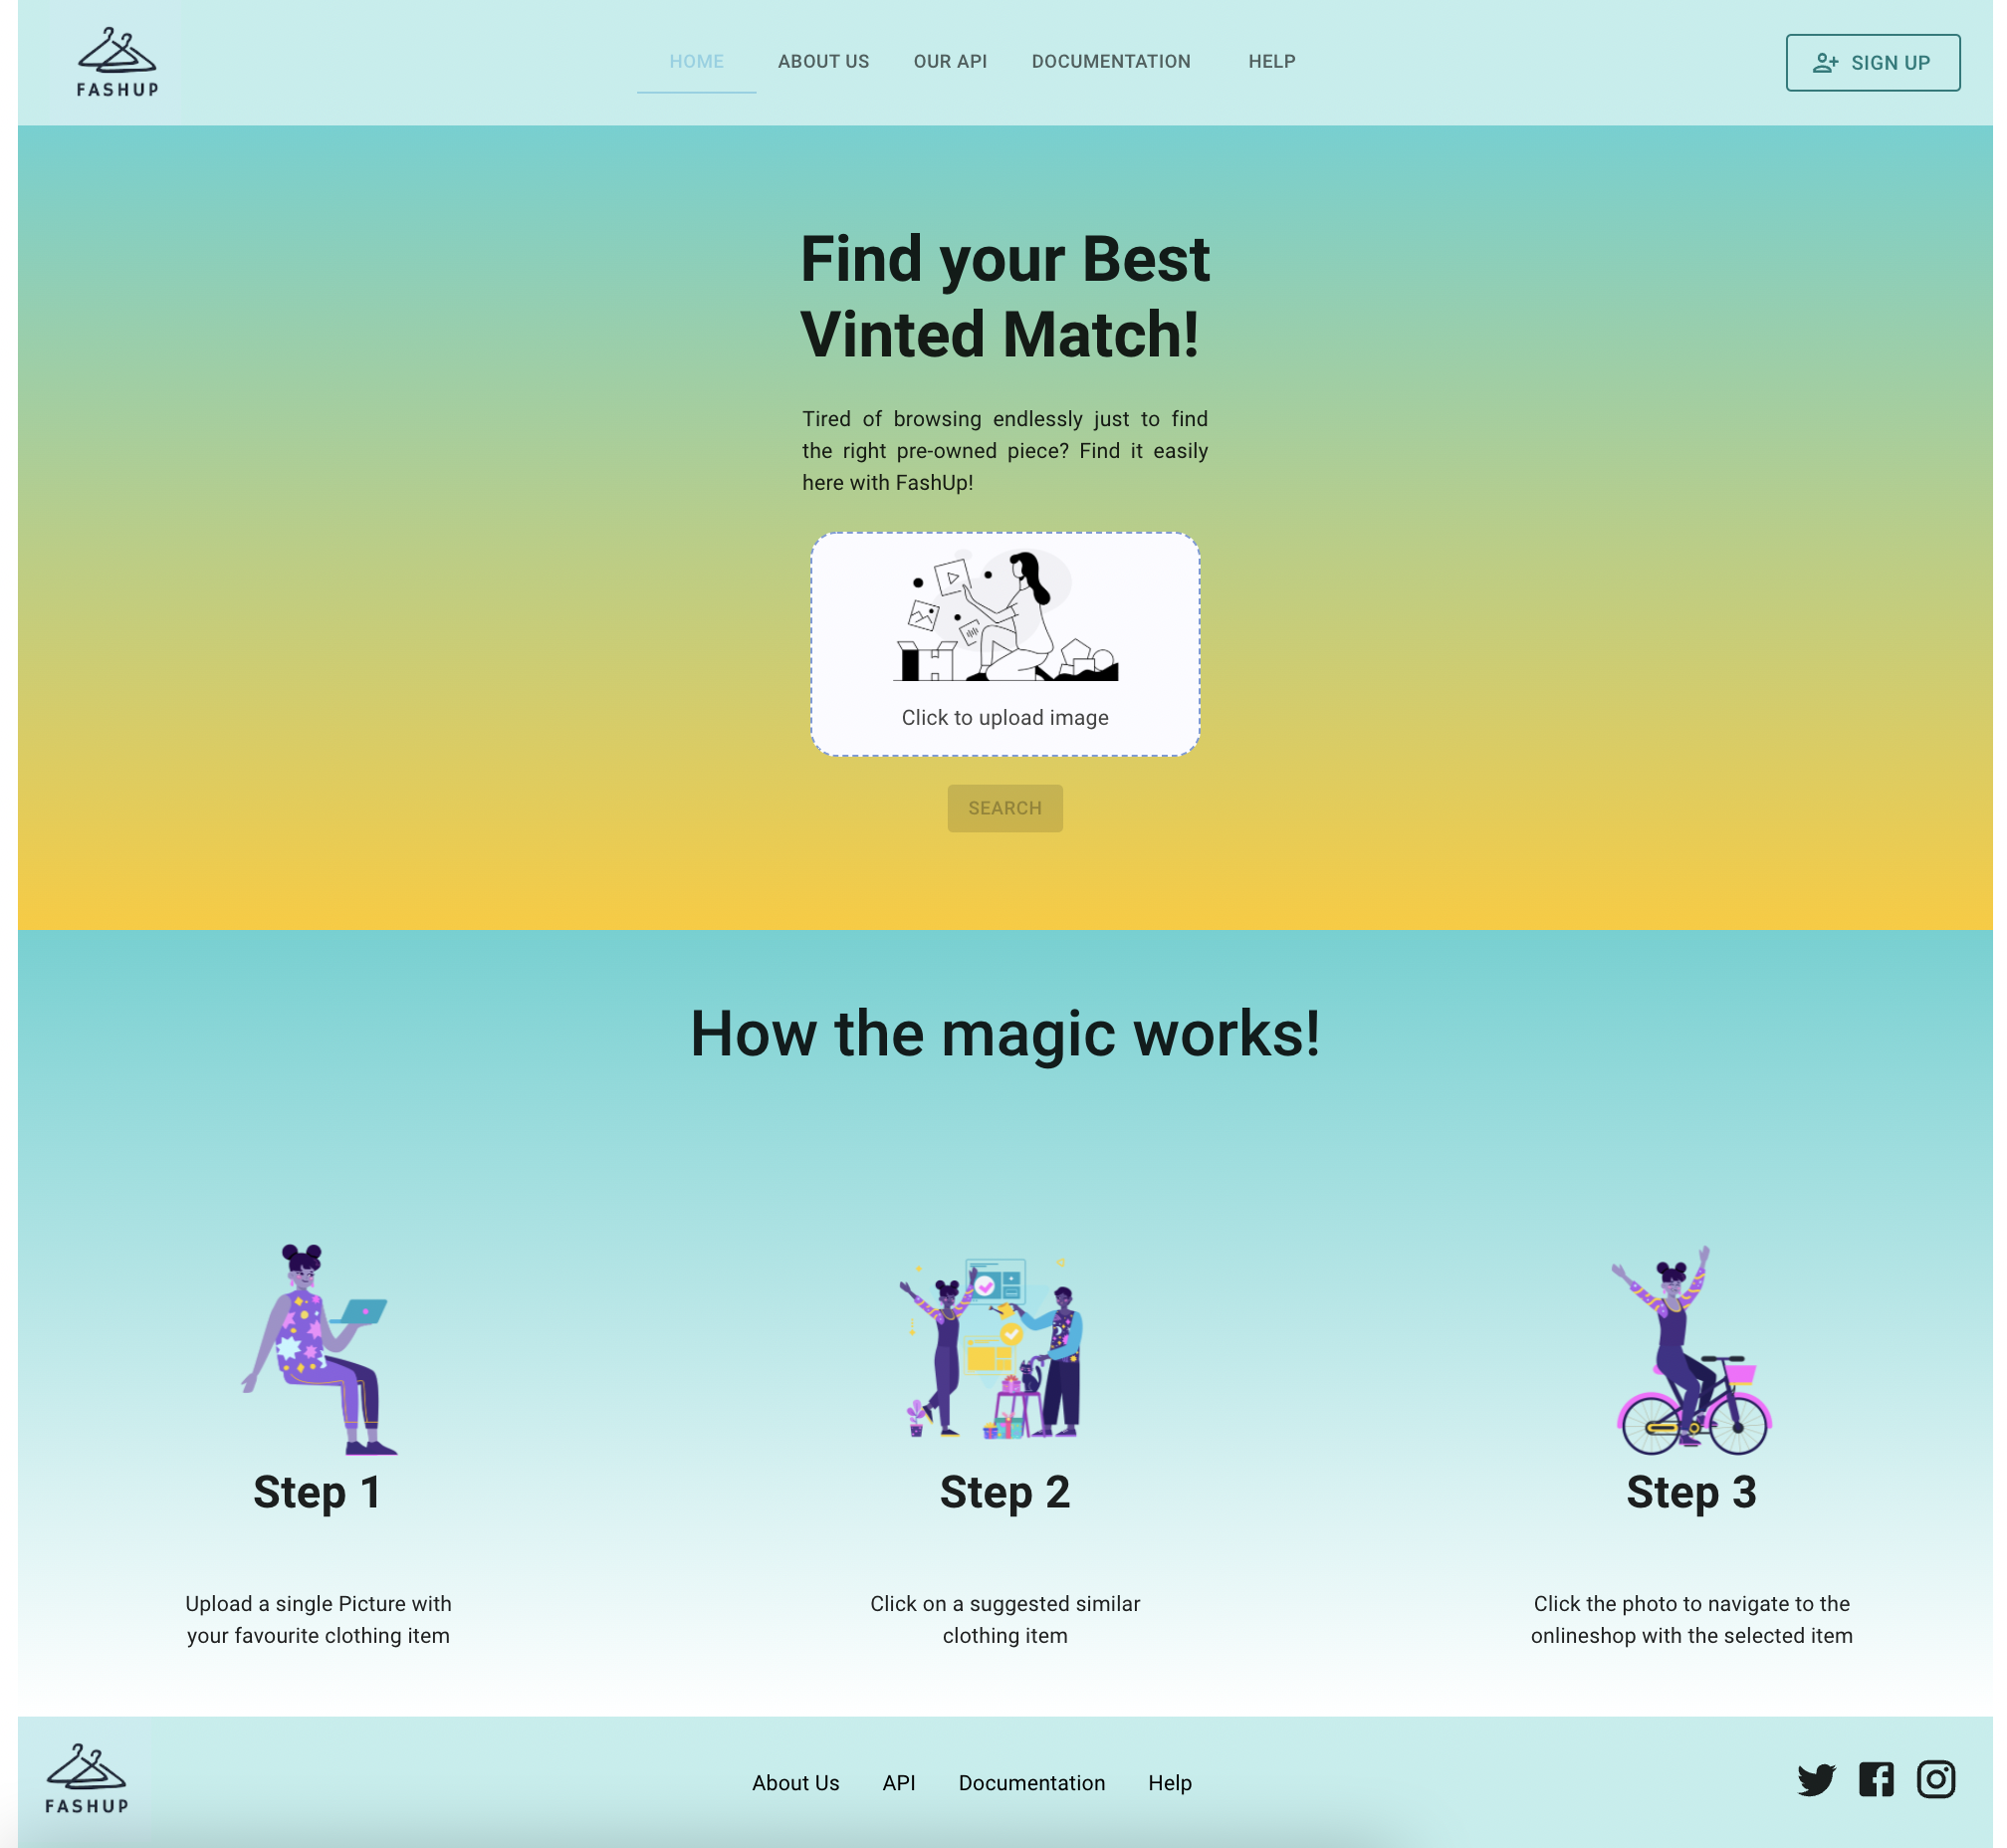 FASHUP
HOME ABOUT US OUR API DOCUMENTATION HELP
SIGN UP
Find your Best
Vinted Match!
Tired of browsing endlessly just to find
the right pre-owned piece? Find it easily
here with FashUp!
Click to upload image
SEARCH
How the magic works!
Step 1
Upload a single Picture with
your favourite clothing item
Step 2
Click on a suggested similar
clothing item
Step 3
Click the photo to navigate to the
onlineshop with the selected item
FASHUP
About Us API Documentation Help